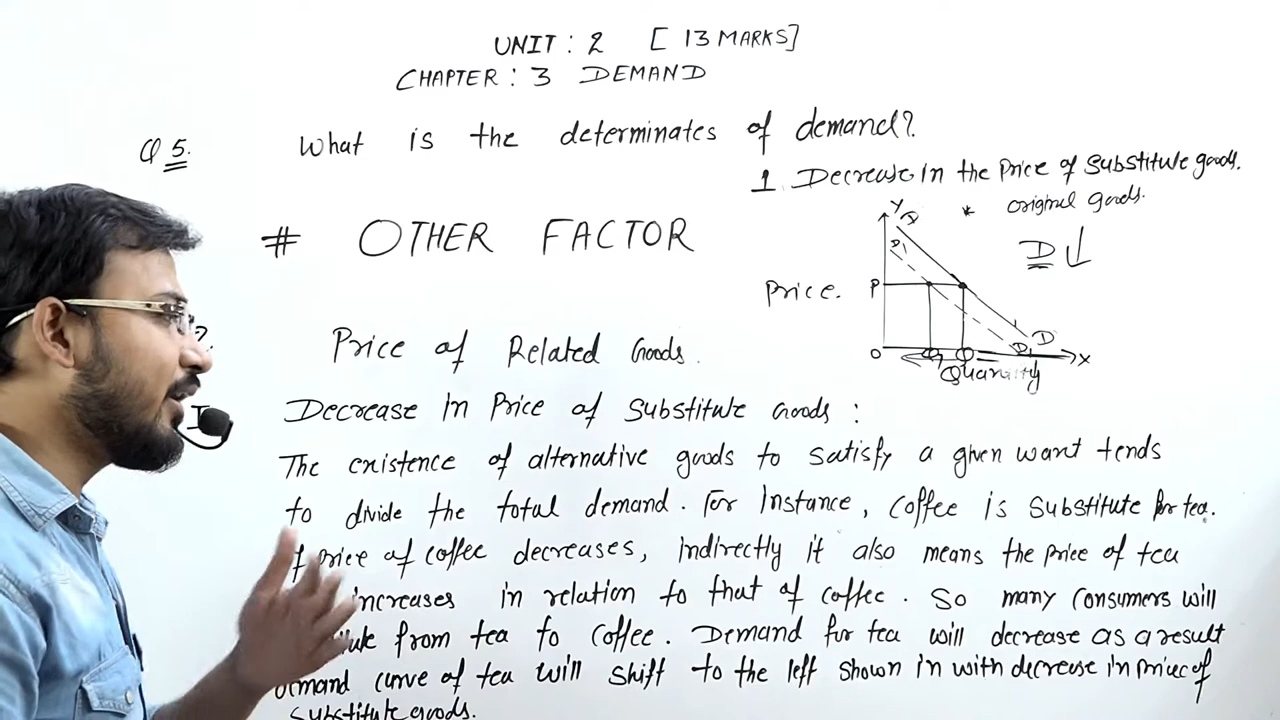 UNIT : 2 [ 13 MARKS]
CHAPTER : 3 DEMAND
Q 5.
What is the determinates of demand?
1. Decrease in the Price of Substitute goods.
* original goods.
D ↓
# OTHER FACTOR
Y
D
D1
Price.
P
D
D1
O
Q1
Q
X
Quantity
Price of Related Goods.
Decrease in Price of Substitute Goods :
The existence of alternative goods to satisfy a given want tends
to divide the total demand. For Instance, Coffee is Substitute for tea.
If Price of coffee decreases, indirectly it also means the price of tea
increases in relation to that of coffee. So many Consumers will
from tea to Coffee. Demand for tea will decrease as a result
demand curve of tea will shift to the left shown in with decrease in price of
Substitute goods.